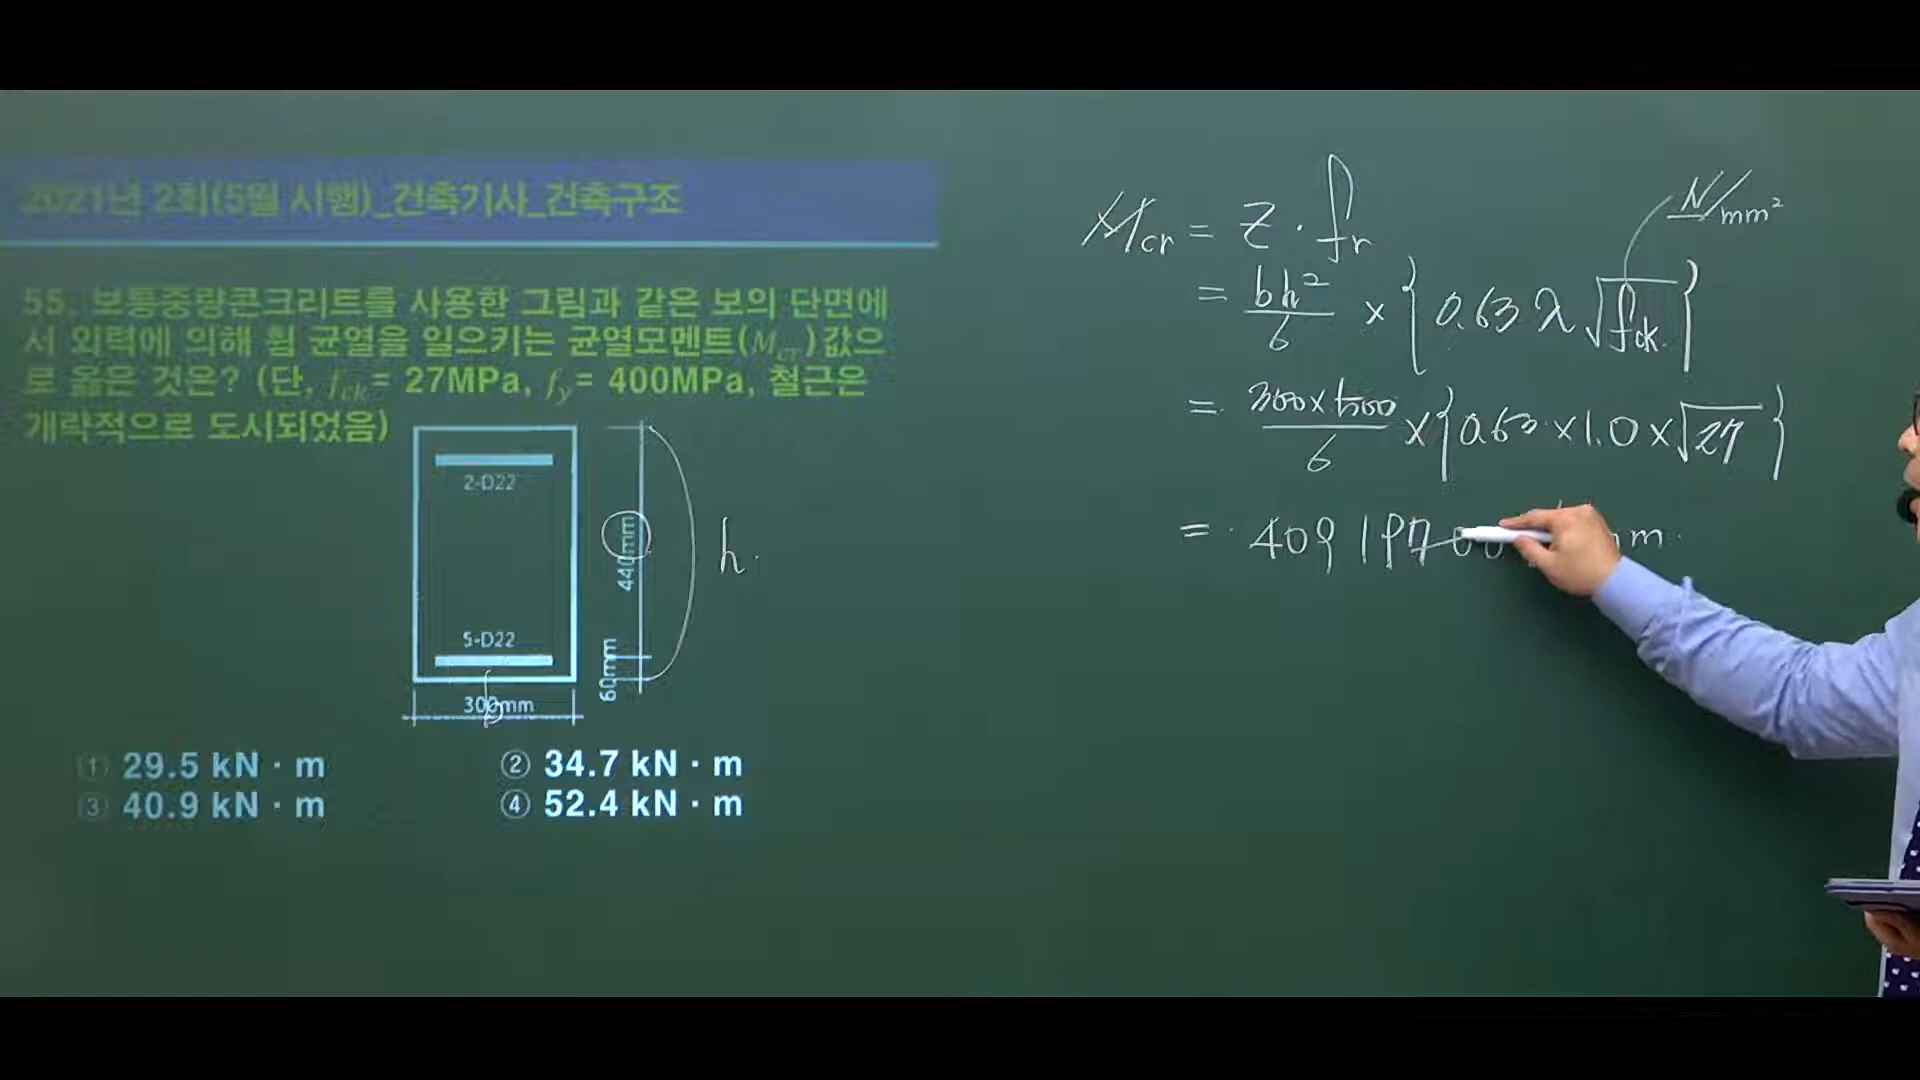 2021년 2회(5월 시행)_건축기사_건축구조
55. 보통중량콘크리트를 사용한 그림과 같은 보의 단면에
서 외력에 의해 휨 균열을 일으키는 균열모멘트(Mcr)값으
로 옳은 것은? (단, fck= 27MPa, fy= 400MPa, 철근은
개략적으로 도시되었음)
2-D22
440mm
h.
5-D22
60mm
300mm
b
① 29.5 kN · m
② 34.7 kN · m
③ 40.9 kN · m
④ 52.4 kN · m
N/mm²
Mcr = Z · fr
= bh²/6 × { 0.63 λ √fck }
= 300×500/6 × { 0.63 × 1.0 × √27 }
= 409197 mm.